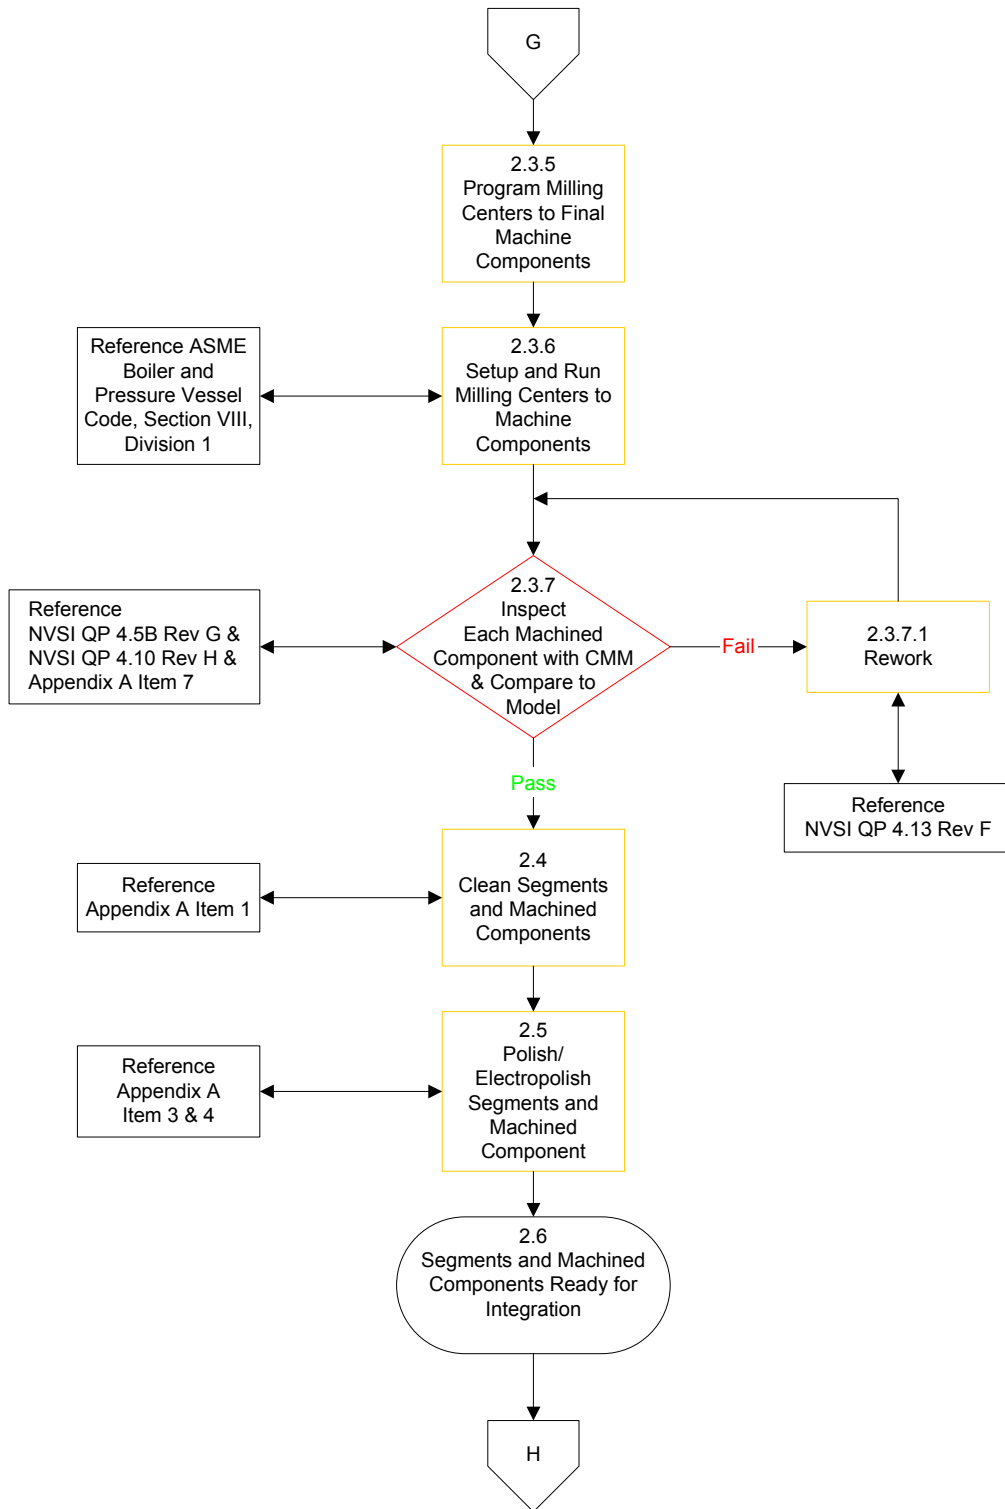 G
2.3.5
Program Milling
Centers to Final
Machine
Components
Reference ASME
Boiler and
Pressure Vessel
Code, Section VIII,
Division 1
2.3.6
Setup and Run
Milling Centers to
Machine
Components
Reference
NVSI QP 4.5B Rev G &
NVSI QP 4.10 Rev H &
Appendix A Item 7
2.3.7
Inspect
Each Machined
Component with CMM
& Compare to
Model
Fail
2.3.7.1
Rework
Reference
NVSI QP 4.13 Rev F
Pass
Reference
Appendix A Item 1
2.4
Clean Segments
and Machined
Components
Reference
Appendix A
Item 3 & 4
2.5
Polish/
Electropolish
Segments and
Machined
Component
2.6
Segments and Machined
Components Ready for
Integration
H